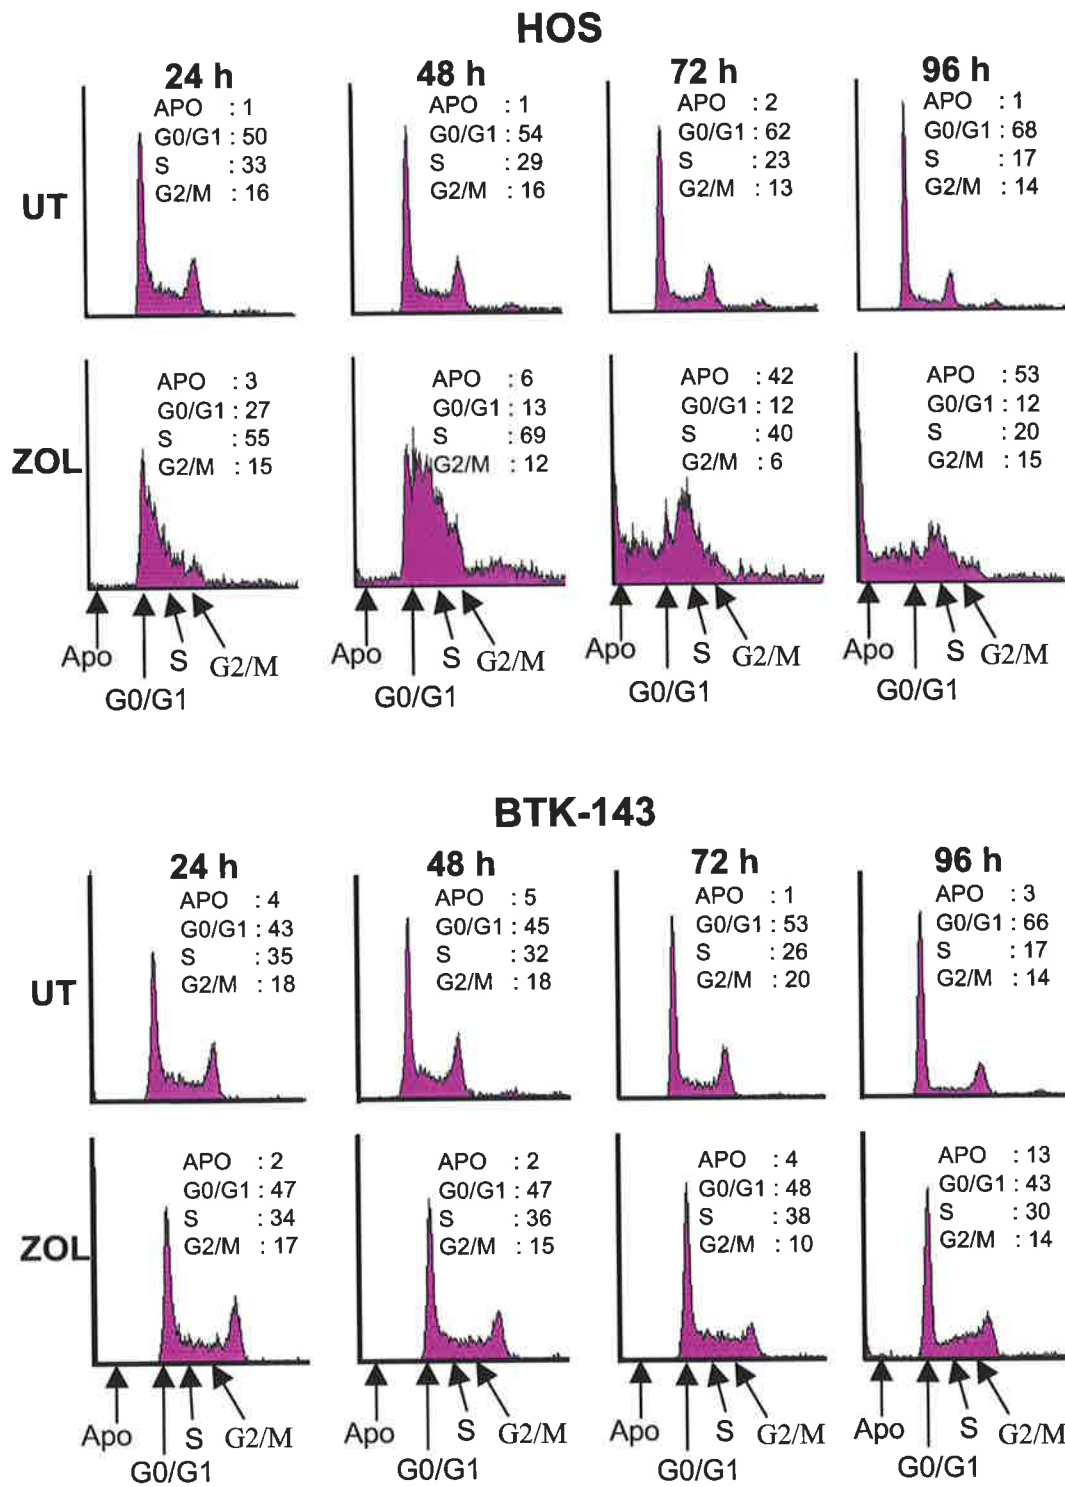 HOS
24 h
APO : 1
G0/G1 : 50
S : 33
G2/M : 16
48 h
APO : 1
G0/G1 : 54
S : 29
G2/M : 16
72 h
APO : 2
G0/G1 : 62
S : 23
G2/M : 13
96 h
APO : 1
G0/G1 : 68
S : 17
G2/M : 14
UT
ZOL
APO : 3
G0/G1 : 27
S : 55
G2/M : 15
APO : 6
G0/G1 : 13
S : 69
G2/M : 12
APO : 42
G0/G1 : 12
S : 40
G2/M : 6
APO : 53
G0/G1 : 12
S : 20
G2/M : 15
Apo S G2/M
G0/G1
Apo S G2/M
G0/G1
Apo S G2/M
G0/G1
Apo S G2/M
G0/G1
BTK-143
24 h
APO : 4
G0/G1 : 43
S : 35
G2/M : 18
48 h
APO : 5
G0/G1 : 45
S : 32
G2/M : 18
72 h
APO : 1
G0/G1 : 53
S : 26
G2/M : 20
96 h
APO : 3
G0/G1 : 66
S : 17
G2/M : 14
UT
ZOL
APO : 2
G0/G1 : 47
S : 34
G2/M : 17
APO : 2
G0/G1 : 47
S : 36
G2/M : 15
APO : 4
G0/G1 : 48
S : 38
G2/M : 10
APO : 13
G0/G1 : 43
S : 30
G2/M : 14
Apo S G2/M
G0/G1
Apo S G2/M
G0/G1
Apo S G2/M
G0/G1
Apo S G2/M
G0/G1